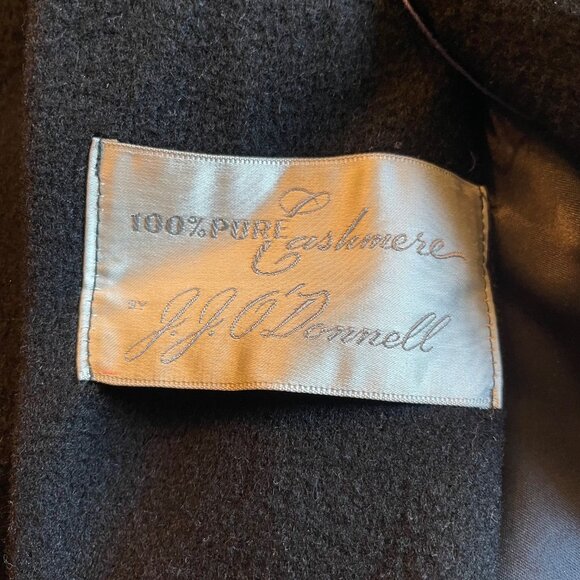 100% PURE Cashmere
BY J.J. O'Donnell